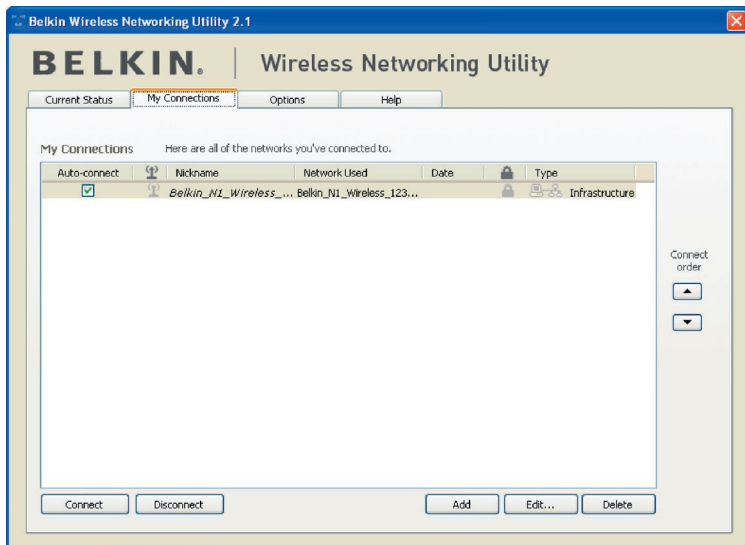 Belkin Wireless Networking Utility 2.1
BELKIN. | Wireless Networking Utility
Current Status My Connections Options Help
My Connections Here are all of the networks you've connected to.
Auto-connect Nickname Network Used Date Type
Belkin_N1_Wireless_... Belkin_N1_Wireless_123... Infrastructure
Connect
order
Connect Disconnect Add Edit... Delete